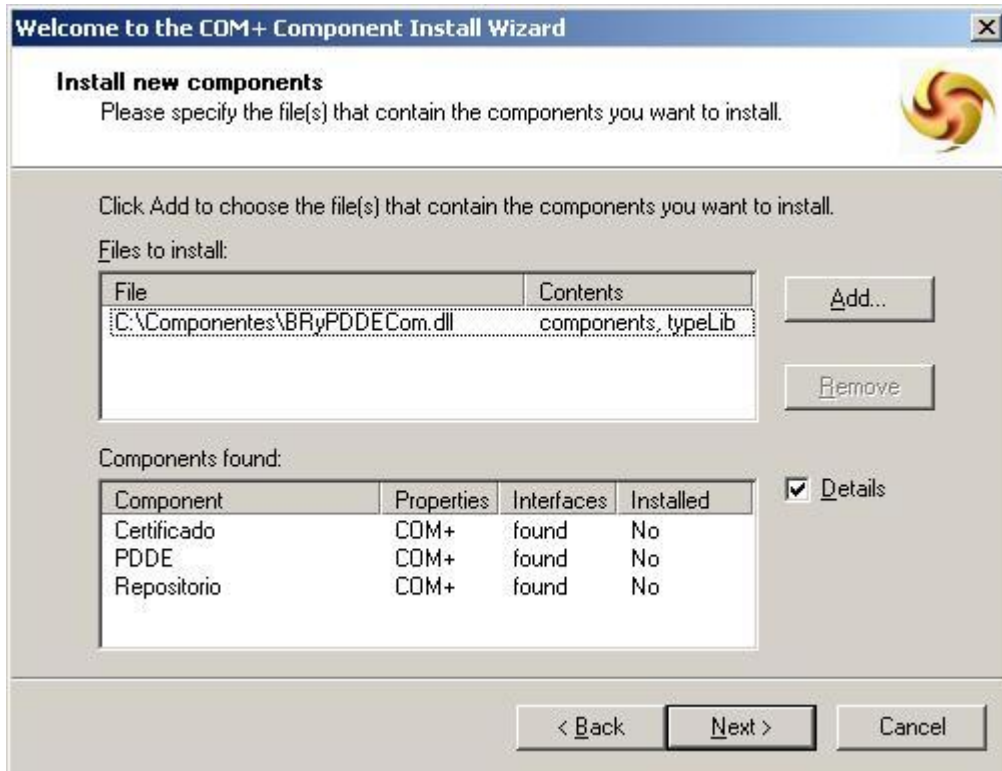 Welcome to the COM+ Component Install Wizard
Install new components
Please specify the file(s) that contain the components you want to install.
Click Add to choose the file(s) that contain the components you want to install.
Files to install:
File Contents
C:\Componentes\BRyPDDECom.dll components, typeLib
Add...
Remove
Components found:
Component Properties Interfaces Installed
Certificado COM+ found No
PDDE COM+ found No
Repositorio COM+ found No
Details
< Back Next > Cancel